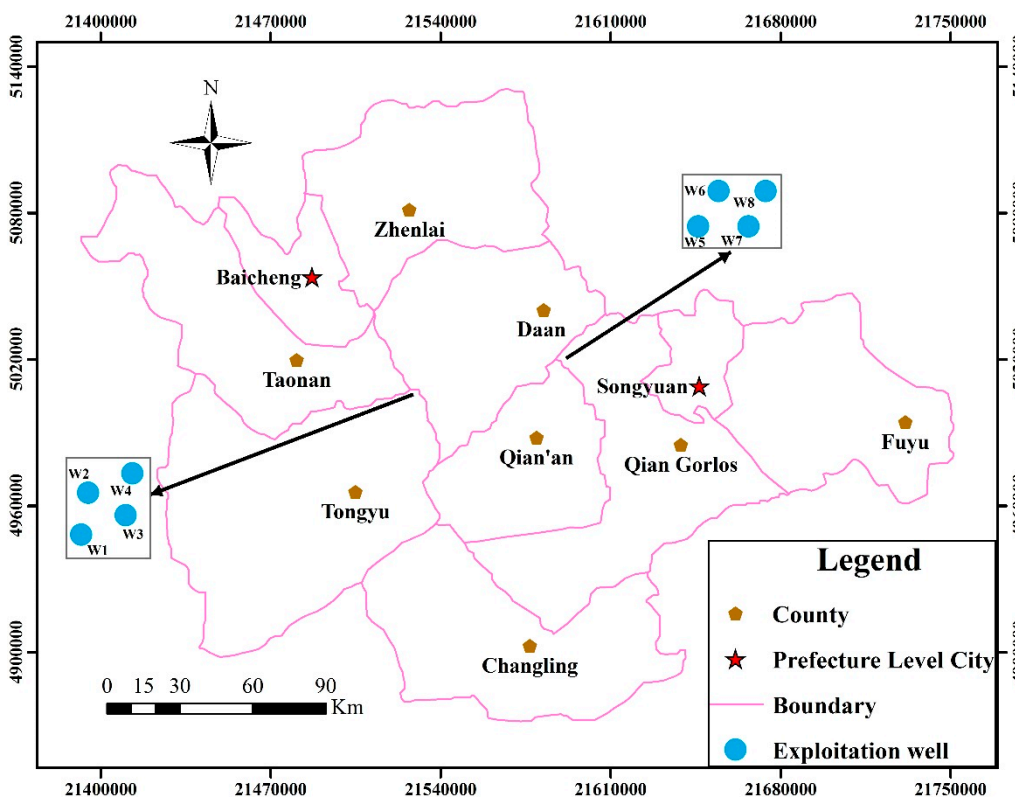 21400000 21470000 21540000 21610000 21680000 21750000
5140000
5080000
5020000
4960000
4900000
N
Zhenlai
Baicheng
Daan
Taonan
Songyuan
Qian'an
Qian Gorlos
Fuyu
Tongyu
Changling
W6
W8
W5
W7
W2
W4
W3
W1
Legend
County
Prefecture Level City
Boundary
Exploitation well
0 15 30 60 90
Km
21400000 21470000 21540000 21610000 21680000 21750000